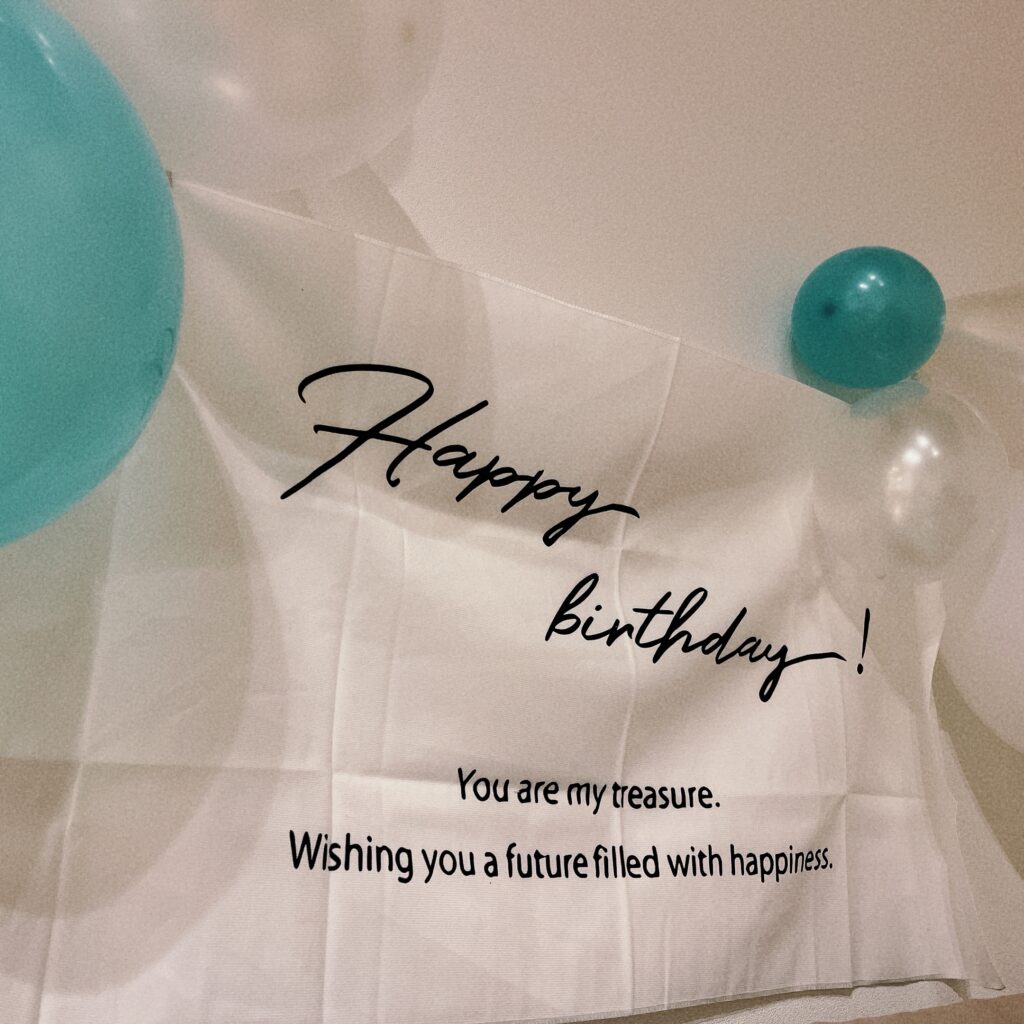 Happy
birthday!
You are my treasure.
Wishing you a future filled with happiness.